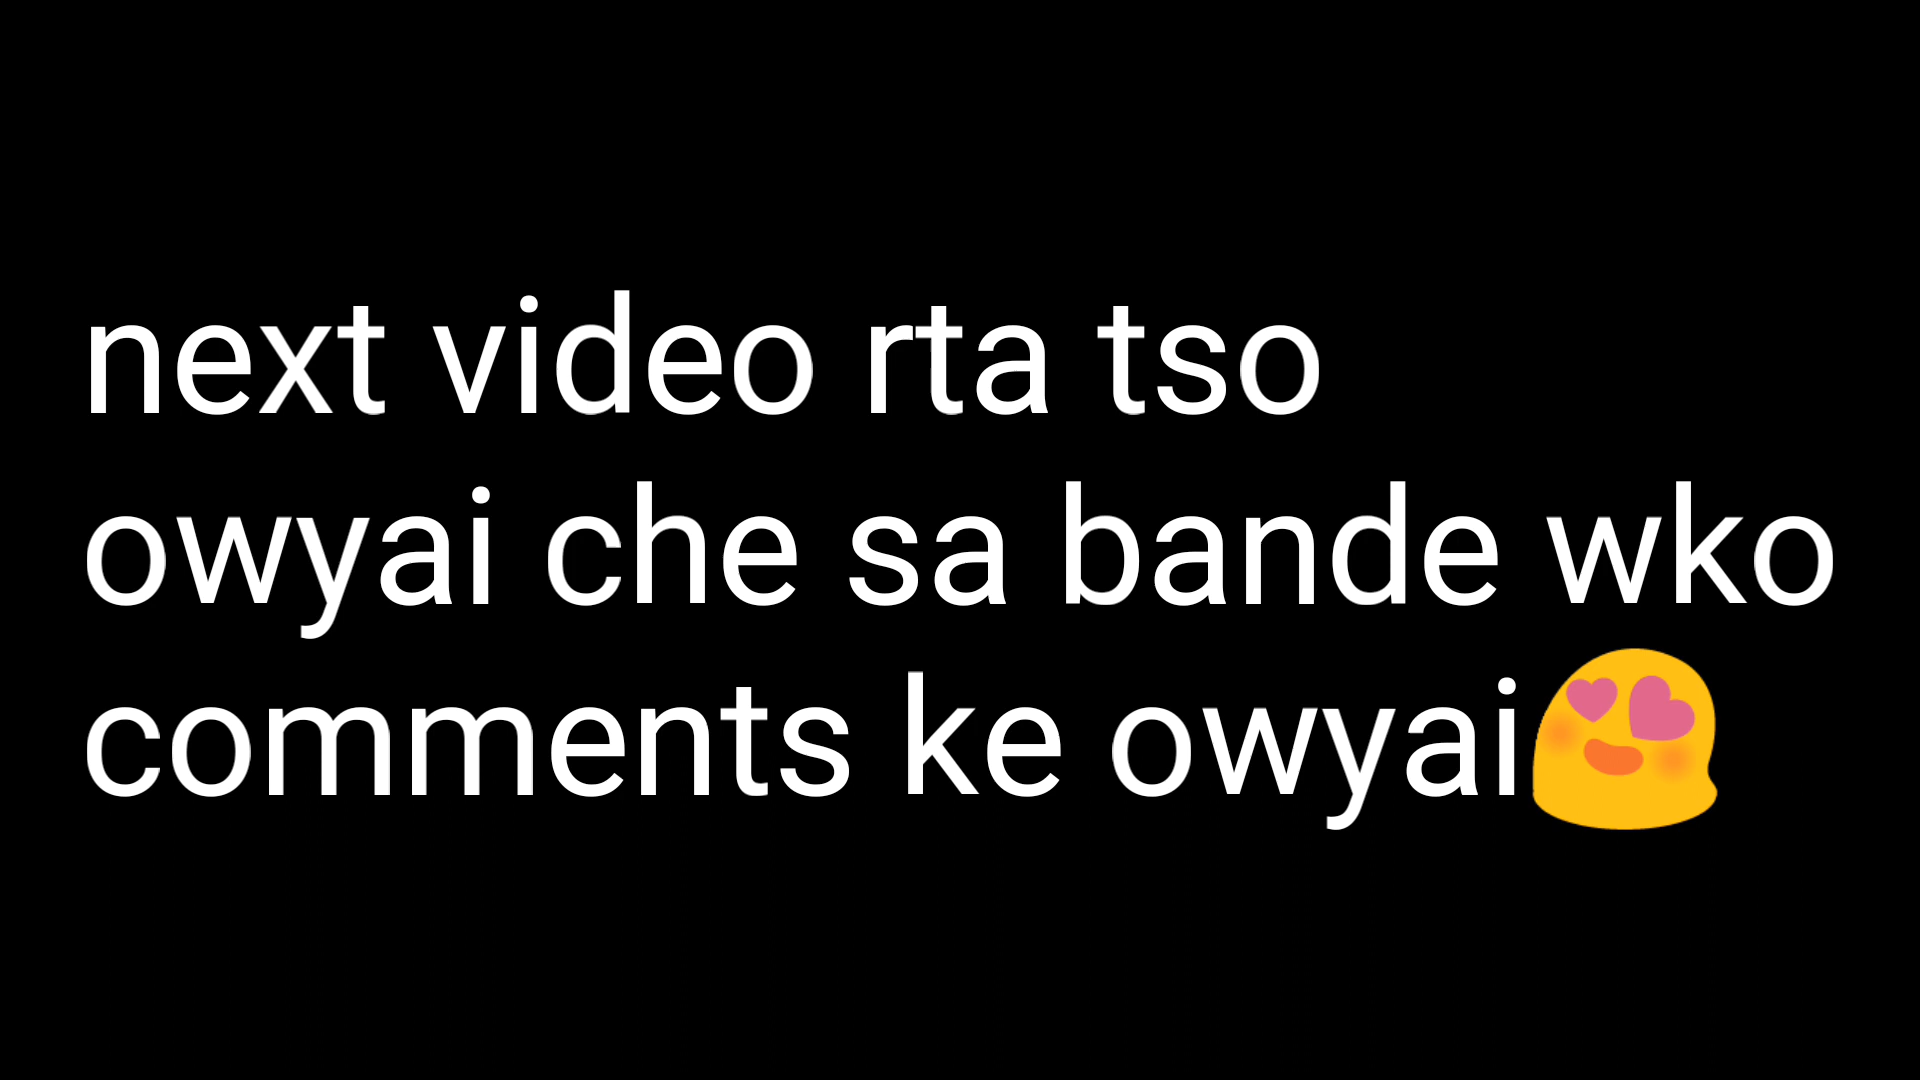 next video rta tso
owyai che sa bande wko
comments ke owyai😍